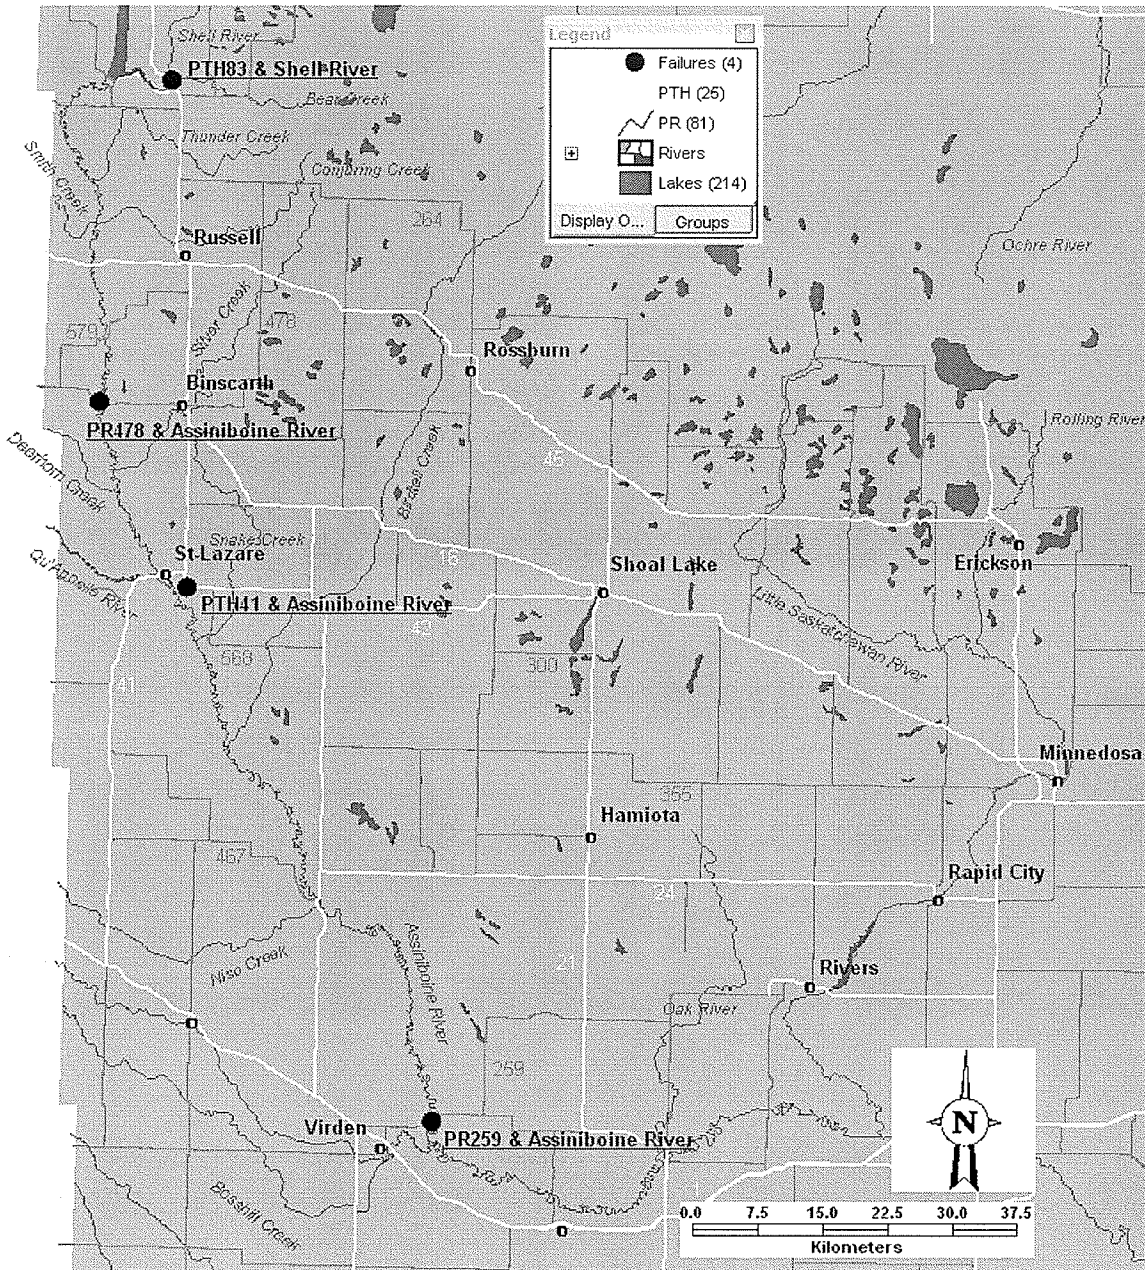 Legend
Failures (4)
PTH (25)
PR (81)
Rivers
Lakes (214)
Display O...
Groups
Shell River
PTH83 & Shell River
Bear Creek
Thunder Creek
Smith Creek
Conjuring Creek
264
Russell
Ochre River
579
Silver Creek
478
Rossburn
Binscarth
PR478 & Assiniboine River
Rolling River
Deerhorn Creek
Birdtail Creek
45
Snake Creek
St-Lazare
16
Shoal Lake
Erickson
Qu'Appelle River
PTH41 & Assiniboine River
42
Little Saskatchewan River
568
300
41
Minnedosa
355
Hamiota
467
Rapid City
24
Assiniboine River
Niso Creek
21
Rivers
Oak River
259
Virden
PR259 & Assiniboine River
N
Bosshill Creek
0.0 7.5 15.0 22.5 30.0 37.5
Kilometers